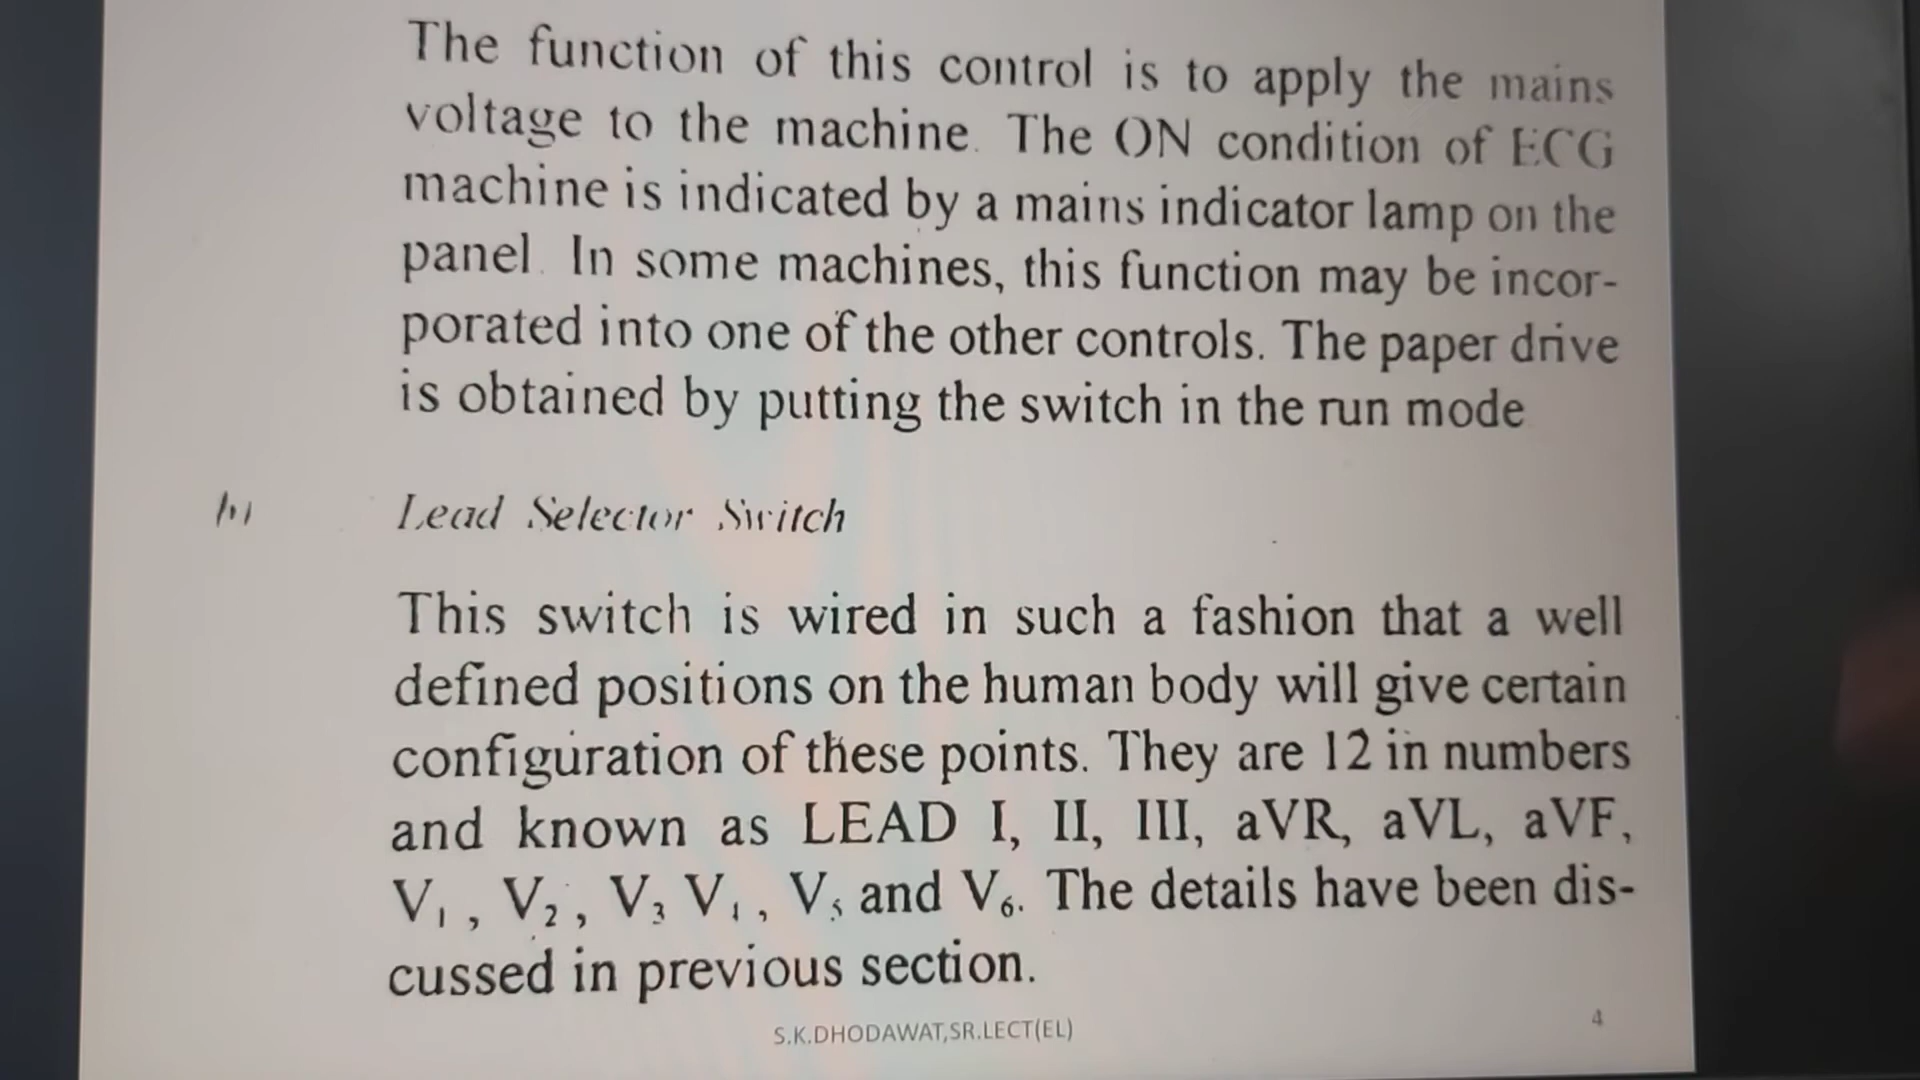 The function of this control is to apply the mains
voltage to the machine. The ON condition of ECG
machine is indicated by a mains indicator lamp on the
panel. In some machines, this function may be incor-
porated into one of the other controls. The paper drive
is obtained by putting the switch in the run mode
Lead Selector Switch
This switch is wired in such a fashion that a well
defined positions on the human body will give certain
configuration of these points. They are 12 in numbers
and known as LEAD I, II, III, aVR, aVL, aVF,
V₁, V₂, V₃ V₄, V₅ and V₆. The details have been dis-
cussed in previous section.
S.K.DHODAWAT,SR.LECT(EL)
4